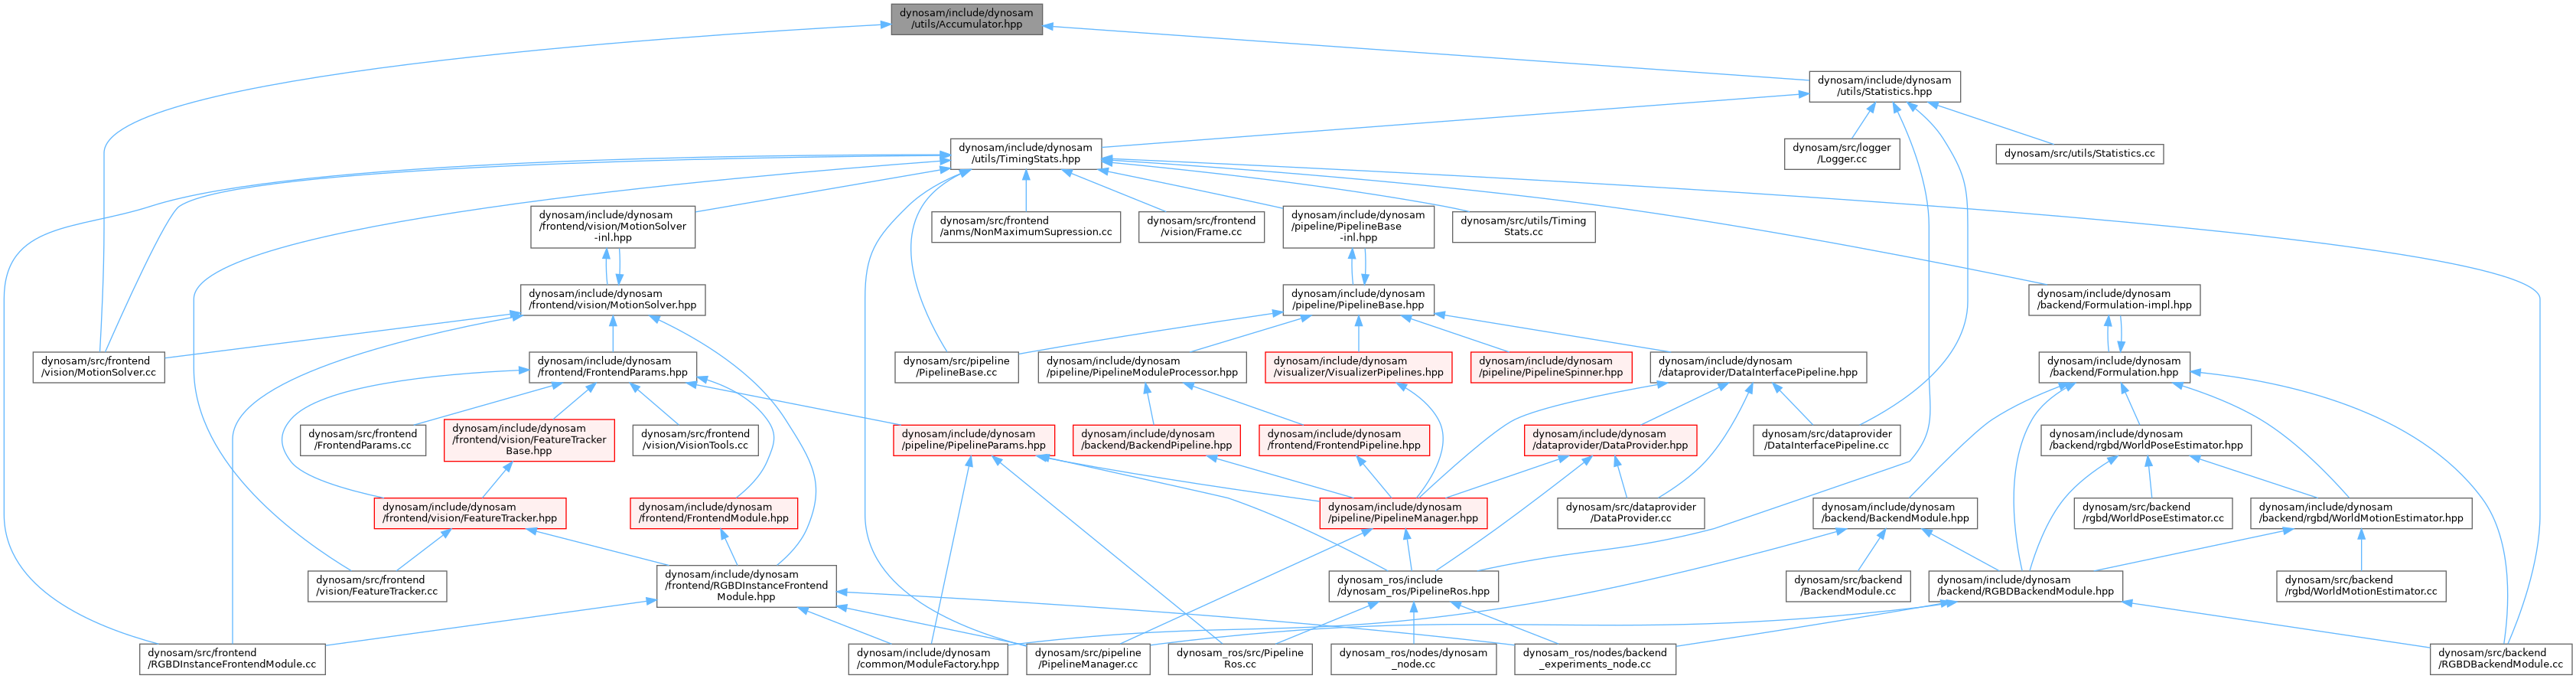 dynosam/include/dynosam
/utils/Accumulator.hpp
dynosam/include/dynosam
/utils/Statistics.hpp
dynosam/include/dynosam
/utils/TimingStats.hpp
dynosam/src/logger
/Logger.cc
dynosam/src/utils/Statistics.cc
dynosam/include/dynosam
/frontend/vision/MotionSolver
-inl.hpp
dynosam/src/frontend
/anms/NonMaximumSupression.cc
dynosam/src/frontend
/vision/Frame.cc
dynosam/include/dynosam
/pipeline/PipelineBase
-inl.hpp
dynosam/src/utils/Timing
Stats.cc
dynosam/include/dynosam
/frontend/vision/MotionSolver.hpp
dynosam/include/dynosam
/pipeline/PipelineBase.hpp
dynosam/include/dynosam
/backend/Formulation-impl.hpp
dynosam/src/frontend
/vision/MotionSolver.cc
dynosam/include/dynosam
/frontend/FrontendParams.hpp
dynosam/src/pipeline
/PipelineBase.cc
dynosam/include/dynosam
/pipeline/PipelineModuleProcessor.hpp
dynosam/include/dynosam
/visualizer/VisualizerPipelines.hpp
dynosam/include/dynosam
/pipeline/PipelineSpinner.hpp
dynosam/include/dynosam
/dataprovider/DataInterfacePipeline.hpp
dynosam/include/dynosam
/backend/Formulation.hpp
dynosam/src/frontend
/FrontendParams.cc
dynosam/include/dynosam
/frontend/vision/FeatureTracker
Base.hpp
dynosam/src/frontend
/vision/VisionTools.cc
dynosam/include/dynosam
/pipeline/PipelineParams.hpp
dynosam/include/dynosam
/backend/BackendPipeline.hpp
dynosam/include/dynosam
/frontend/FrontendPipeline.hpp
dynosam/include/dynosam
/dataprovider/DataProvider.hpp
dynosam/src/dataprovider
/DataInterfacePipeline.cc
dynosam/include/dynosam
/backend/rgbd/WorldPoseEstimator.hpp
dynosam/include/dynosam
/frontend/vision/FeatureTracker.hpp
dynosam/include/dynosam
/frontend/FrontendModule.hpp
dynosam/include/dynosam
/pipeline/PipelineManager.hpp
dynosam/src/dataprovider
/DataProvider.cc
dynosam/include/dynosam
/backend/BackendModule.hpp
dynosam/src/backend
/rgbd/WorldPoseEstimator.cc
dynosam/include/dynosam
/backend/rgbd/WorldMotionEstimator.hpp
dynosam/src/frontend
/vision/FeatureTracker.cc
dynosam/include/dynosam
/frontend/RGBDInstanceFrontend
Module.hpp
dynosam_ros/include
/dynosam_ros/PipelineRos.hpp
dynosam/src/backend
/BackendModule.cc
dynosam/include/dynosam
/backend/RGBDBackendModule.hpp
dynosam/src/backend
/rgbd/WorldMotionEstimator.cc
dynosam/src/frontend
/RGBDInstanceFrontendModule.cc
dynosam/include/dynosam
/common/ModuleFactory.hpp
dynosam/src/pipeline
/PipelineManager.cc
dynosam_ros/src/Pipeline
Ros.cc
dynosam_ros/nodes/dynosam
_node.cc
dynosam_ros/nodes/backend
_experiments_node.cc
dynosam/src/backend
/RGBDBackendModule.cc